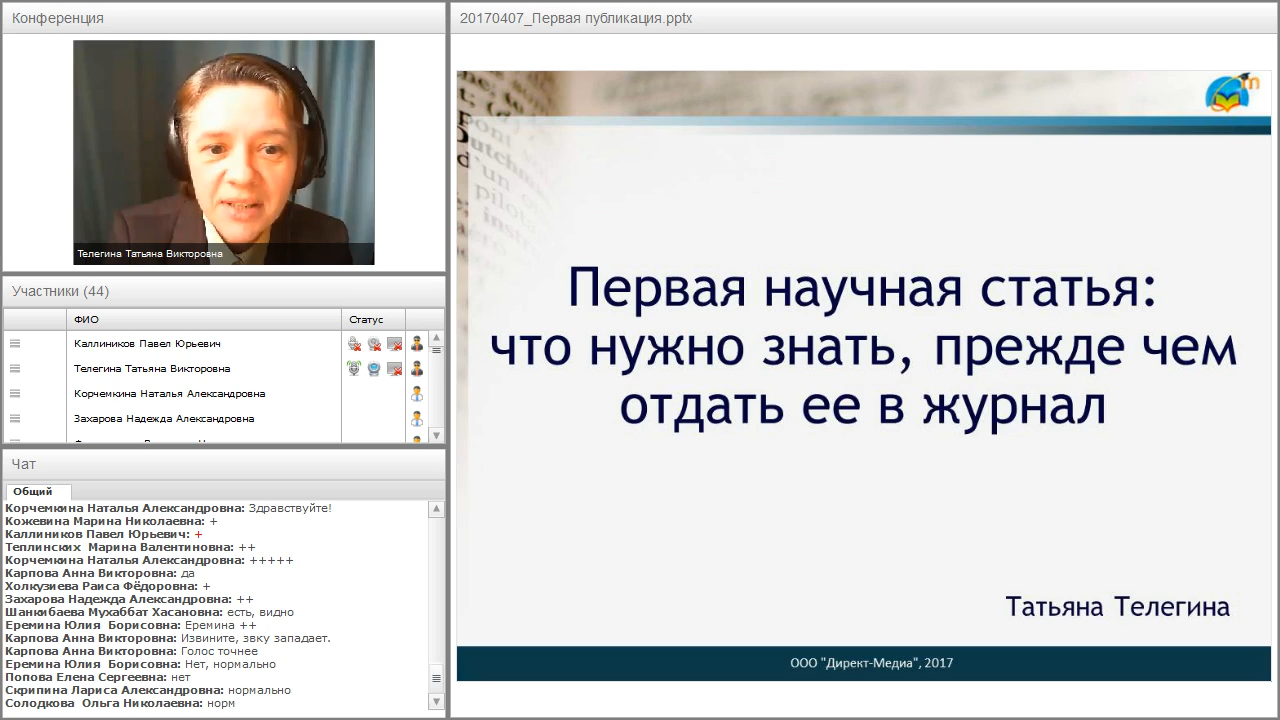 Конференция
Телегина Татьяна Викторовна
Участники (44)
ФИО
Статус
Каллиников Павел Юрьевич
Телегина Татьяна Викторовна
Корчемкина Наталья Александровна
Захарова Надежда Александровна
Чат
Общий
Корчемкина Наталья Александровна: Здравствуйте!
Кожевина Марина Николаевна: +
Каллиников Павел Юрьевич: +
Теплинских Марина Валентиновна: ++
Корчемкина Наталья Александровна: +++++
Карпова Анна Викторовна: да
Холкузиева Раиса Фёдоровна: +
Захарова Надежда Александровна: ++
Шанкибаева Мухаббат Хасановна: есть, видно
Еремина Юлия Борисовна: Еремина ++
Карпова Анна Викторовна: Извините, звку западает.
Карпова Анна Викторовна: Голос точнее
Еремина Юлия Борисовна: Нет, нормально
Попова Елена Сергеевна: нет
Скрипина Лариса Александровна: нормально
Солодкова Ольга Николаевна: норм
20170407_Первая публикация.pptx
Первая научная статья:
что нужно знать, прежде чем
отдать ее в журнал
Татьяна Телегина
ООО "Директ-Медиа", 2017